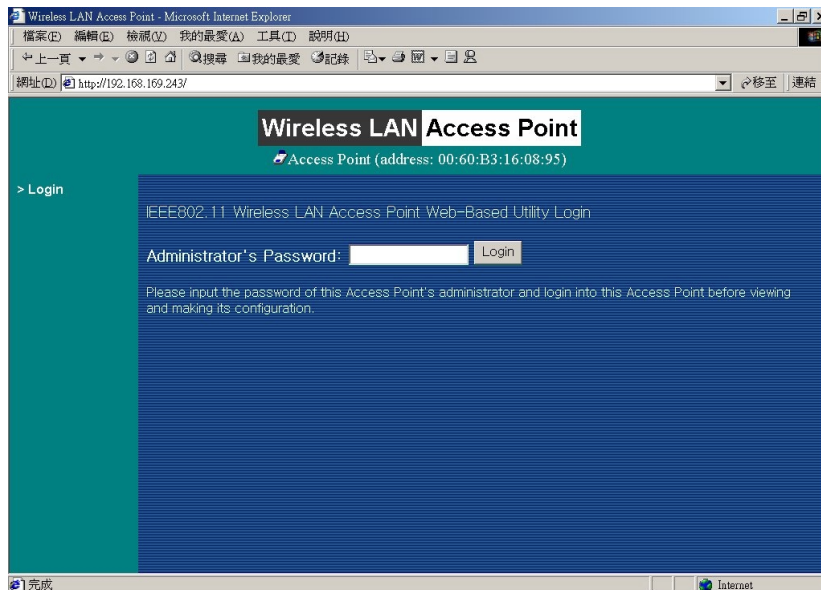 Wireless LAN Access Point - Microsoft Internet Explorer
檔案(F) 編輯(E) 檢視(V) 我的最愛(A) 工具(T) 說明(H)
上一頁 搜尋 我的最愛 記錄
網址(D) http://192.168.169.243/ 移至 連結
Wireless LAN Access Point
Access Point (address: 00:60:B3:16:08:95)
> Login
IEEE802.11 Wireless LAN Access Point Web-Based Utility Login
Administrator's Password: Login
Please input the password of this Access Point's administrator and login into this Access Point before viewing
and making its configuration.
完成 Internet